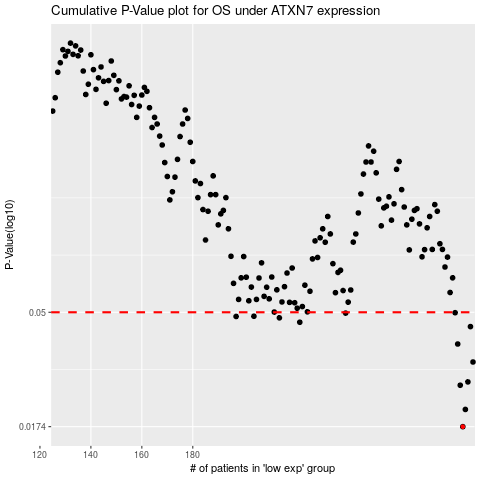 Cumulative P-Value plot for OS under ATXN7 expression
P-Value(log10)
0.05
0.0174
120 140 160 180
# of patients in 'low exp' group